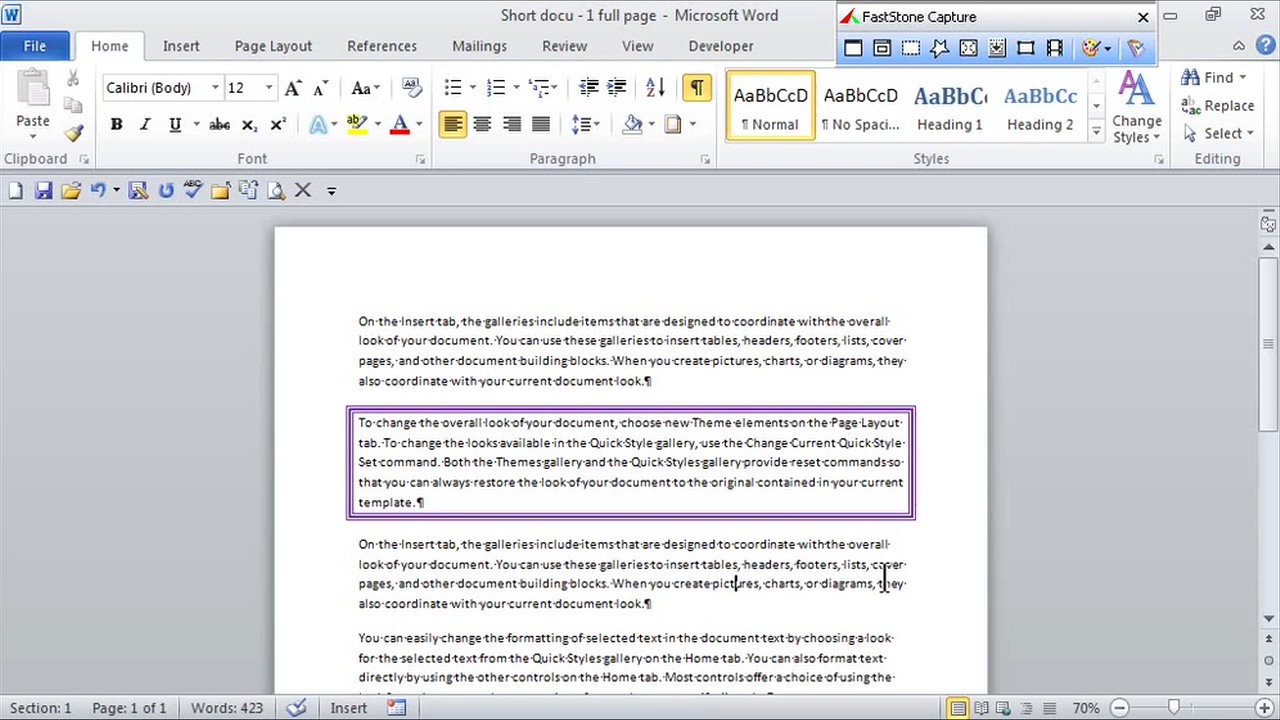 Short docu - 1 full page - Microsoft Word
FastStone Capture
File Home Insert Page Layout References Mailings Review View Developer
Paste
Calibri (Body) 12
Find
Replace
Select
AaBbCcD AaBbCcD AaBbC AaBbCc
¶ Normal ¶ No Spaci... Heading 1 Heading 2
Change
Styles
Clipboard Font Paragraph Styles Editing
On the Insert tab, the galleries include items that are designed to coordinate with the overall
look of your document. You can use these galleries to insert tables, headers, footers, lists, cover
pages, and other document building blocks. When you create pictures, charts, or diagrams, they
also coordinate with your current document look.¶
To change the overall look of your document, choose new Theme elements on the Page Layout
tab. To change the looks available in the Quick Style gallery, use the Change Current Quick Style
Set command. Both the Themes gallery and the Quick Styles gallery provide reset commands so
that you can always restore the look of your document to the original contained in your current
template.¶
On the Insert tab, the galleries include items that are designed to coordinate with the overall
look of your document. You can use these galleries to insert tables, headers, footers, lists, cover
pages, and other document building blocks. When you create pictures, charts, or diagrams, they
also coordinate with your current document look.¶
You can easily change the formatting of selected text in the document text by choosing a look
for the selected text from the Quick Styles gallery on the Home tab. You can also format text
directly by using the other controls on the Home tab. Most controls offer a choice of using the
Section: 1 Page: 1 of 1 Words: 423 Insert 70%